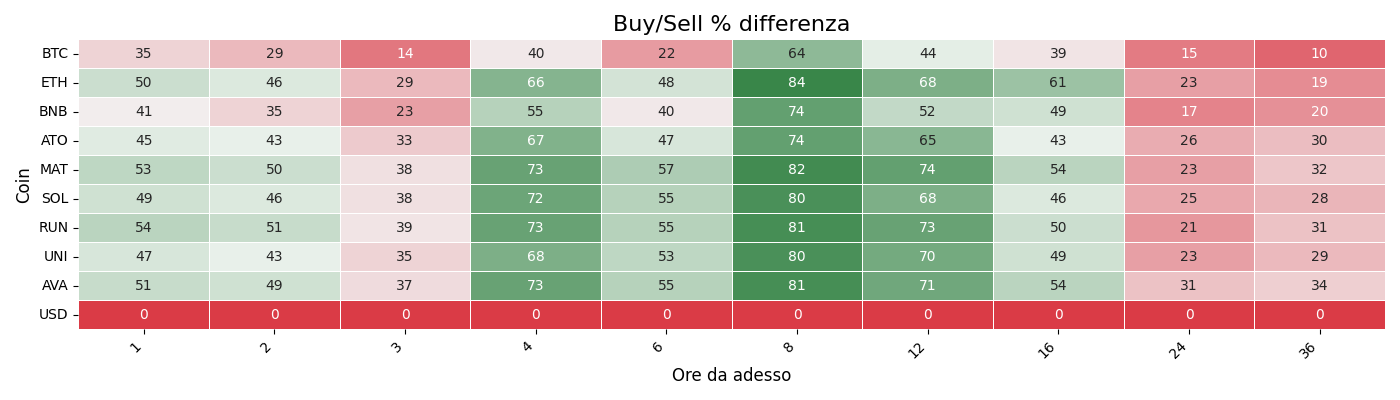 Buy/Sell % differenza
Coin
BTC 35 29 14 40 22 64 44 39 15 10
ETH 50 46 29 66 48 84 68 61 23 19
BNB 41 35 23 55 40 74 52 49 17 20
ATO 45 43 33 67 47 74 65 43 26 30
MAT 53 50 38 73 57 82 74 54 23 32
SOL 49 46 38 72 55 80 68 46 25 28
RUN 54 51 39 73 55 81 73 50 21 31
UNI 47 43 35 68 53 80 70 49 23 29
AVA 51 49 37 73 55 81 71 54 31 34
USD 0 0 0 0 0 0 0 0 0 0
1 2 3 4 6 8 12 16 24 36
Ore da adesso